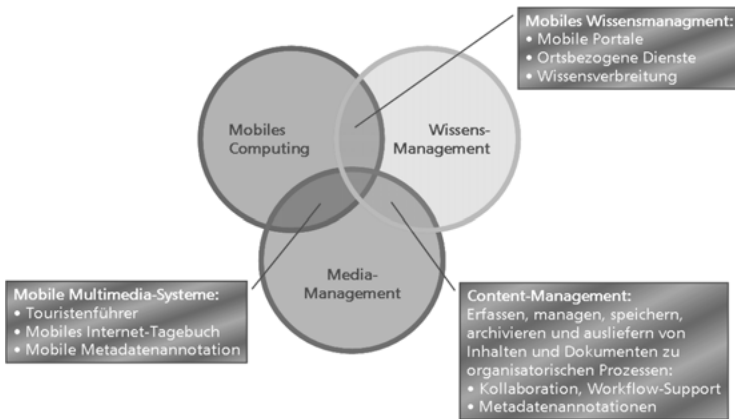 Mobiles Wissensmanagment:
• Mobile Portale
• Ortsbezogene Dienste
• Wissensverbreitung
Mobiles
Computing
Wissens-
Management
Media-
Management
Mobile Multimedia-Systeme:
• Touristenführer
• Mobiles Internet-Tagebuch
• Mobile Metadatenannotation
Content-Management:
Erfassen, managen, speichern,
archivieren und ausliefern von
Inhalten und Dokumenten zu
organisatorischen Prozessen:
• Kollaboration, Workflow-Support
• Metadatenannotationen